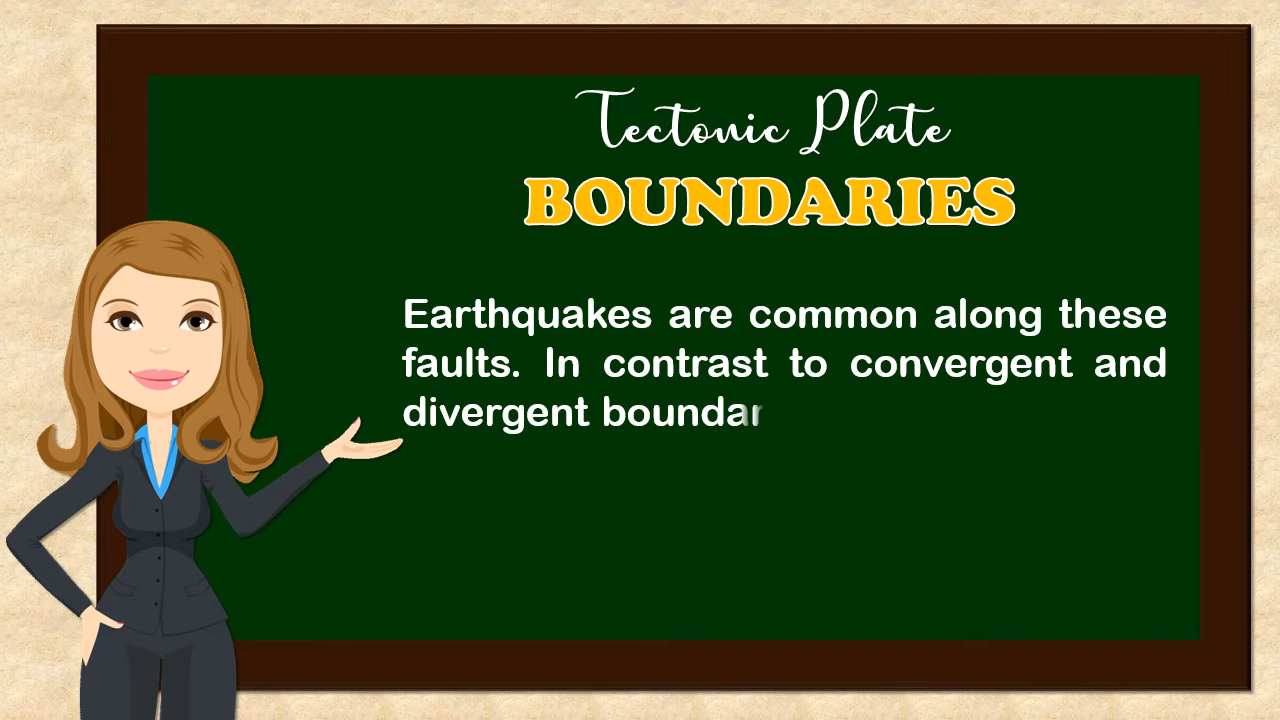 Tectonic Plate
BOUNDARIES
Earthquakes are common along these
faults. In contrast to convergent and
divergent boundar